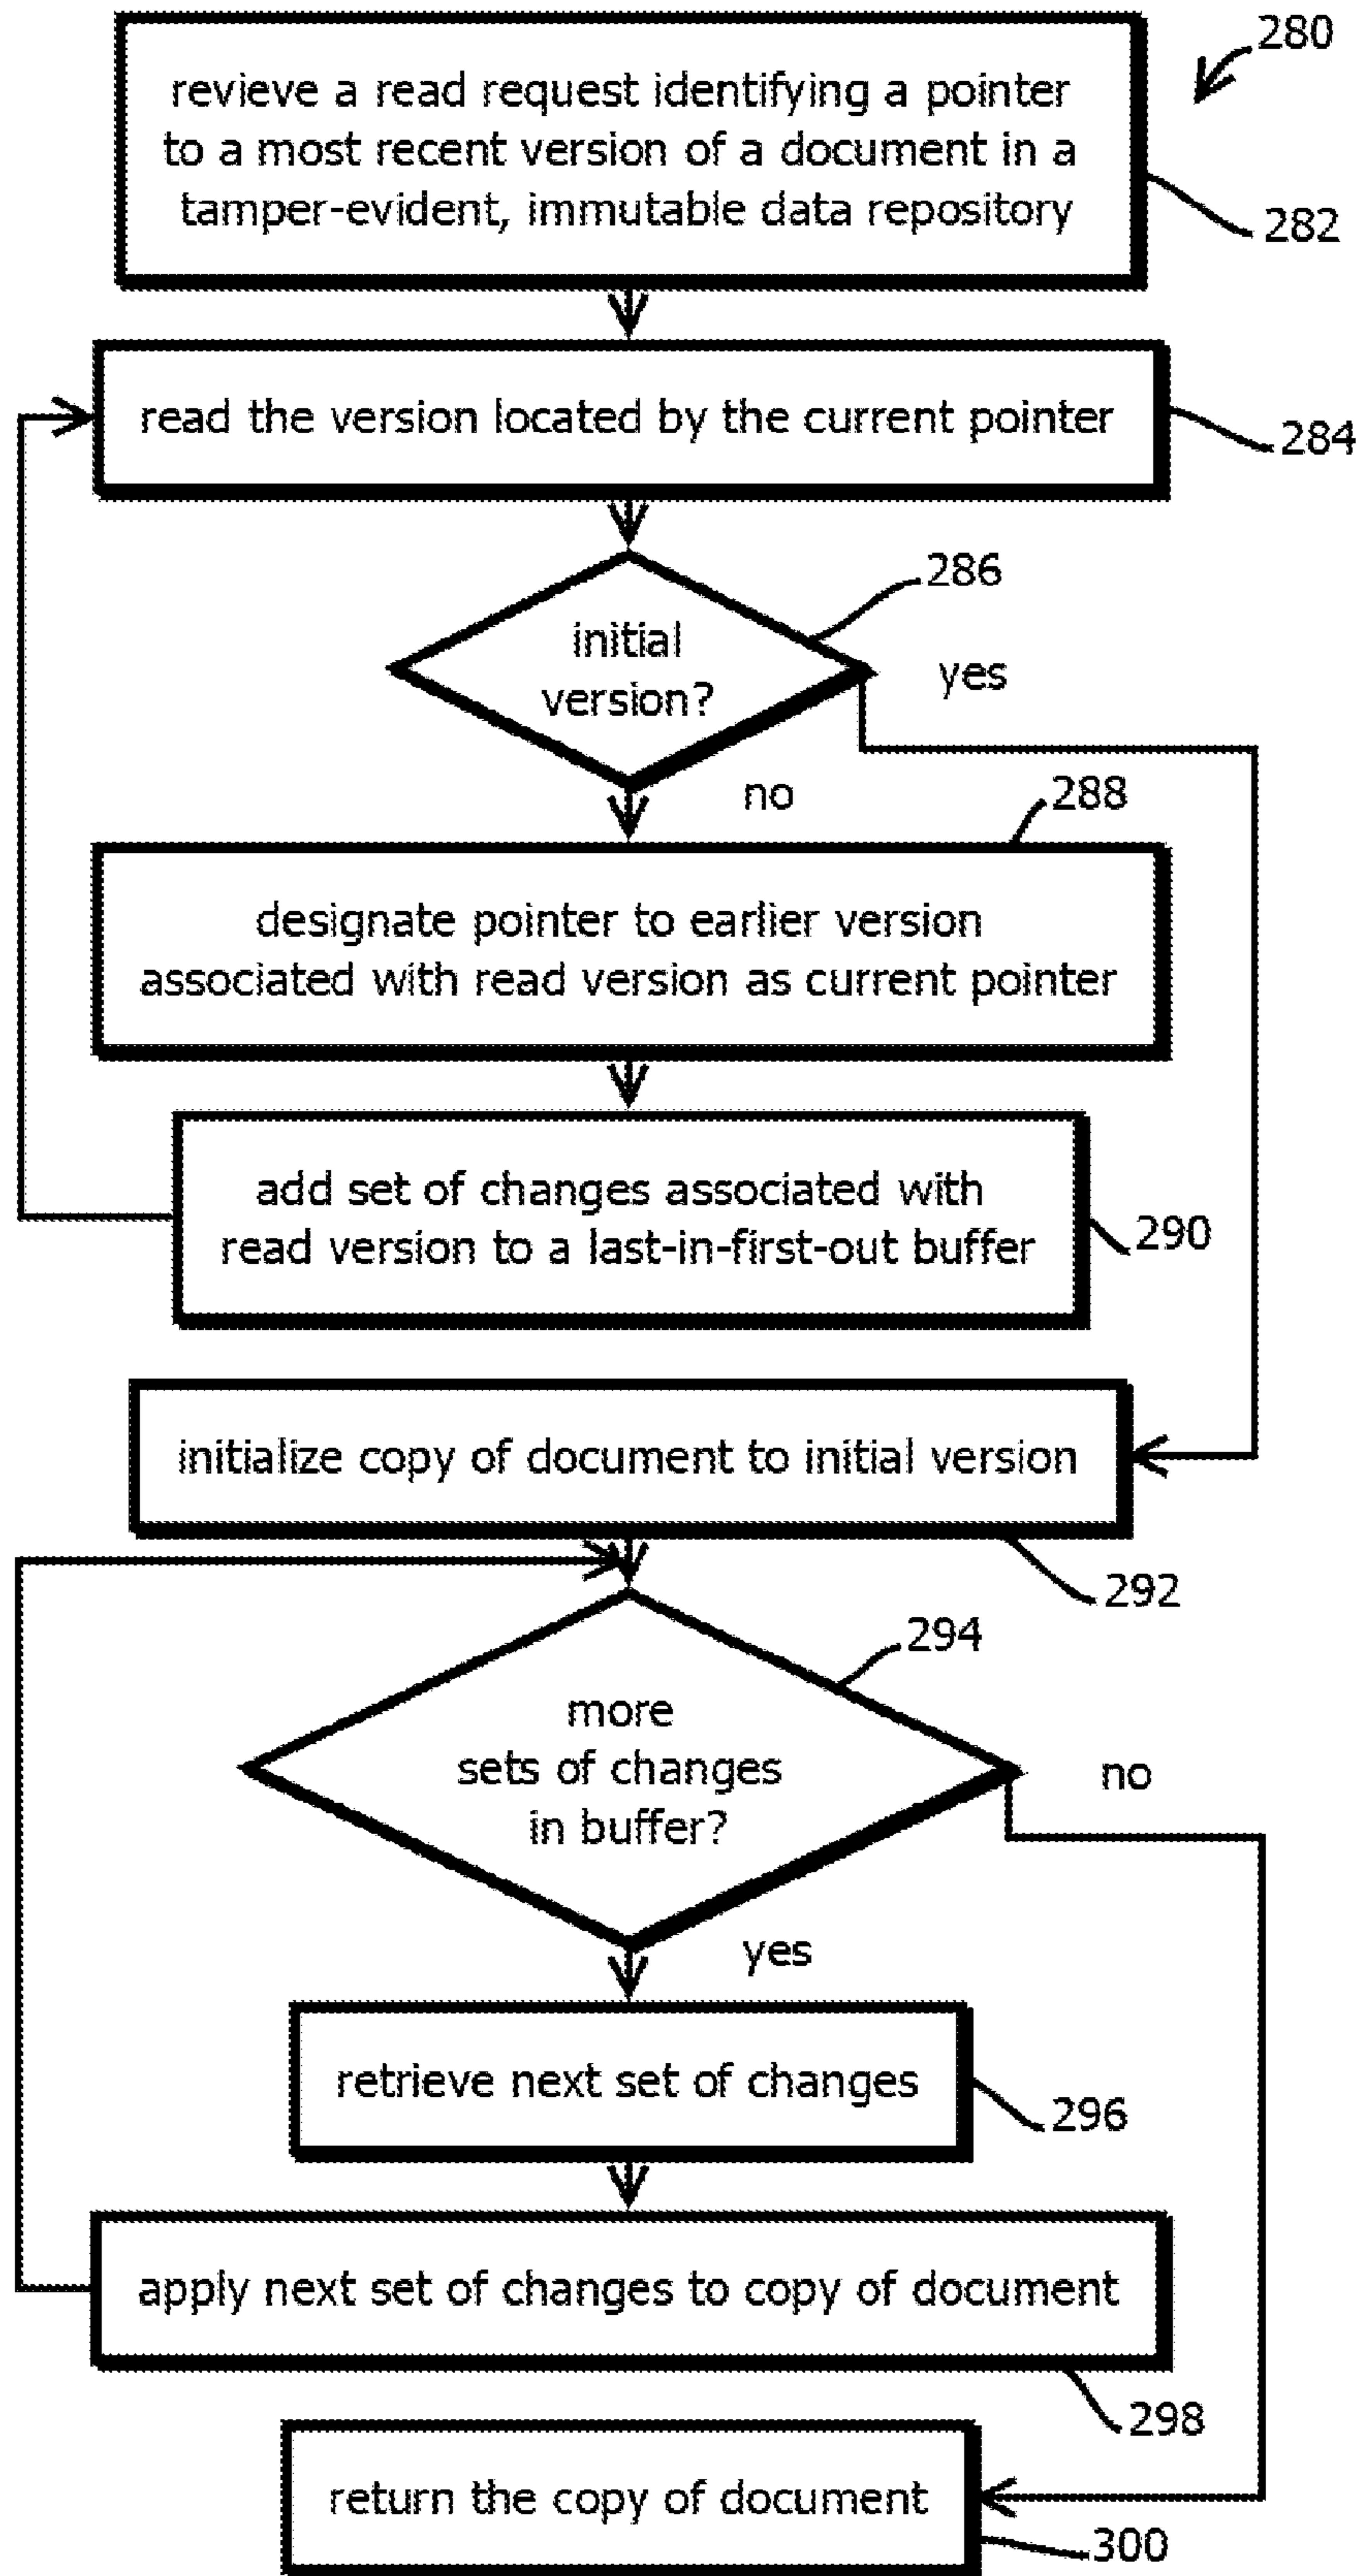 280
revieve a read request identifying a pointer
to a most recent version of a document in a
tamper-evident, immutable data repository
282
read the version located by the current pointer
284
286
initial
version?
yes
no
288
designate pointer to earlier version
associated with read version as current pointer
add set of changes associated with
read version to a last-in-first-out buffer
290
initialize copy of document to initial version
292
294
more
sets of changes
in buffer?
no
yes
retrieve next set of changes
296
apply next set of changes to copy of document
298
return the copy of document
300